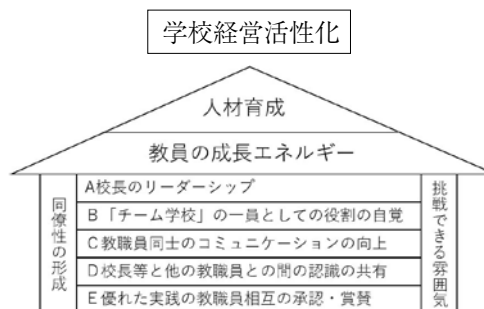 学校経営活性化
人材育成
教員の成長エネルギー
同僚性の形成
A校長のリーダーシップ
B「チーム学校」の一員としての役割の自覚
C教職員同士のコミュニケーションの向上
D校長等と他の教職員との間の認識の共有
E優れた実践の教職員相互の承認・賞賛
挑戦できる雰囲気